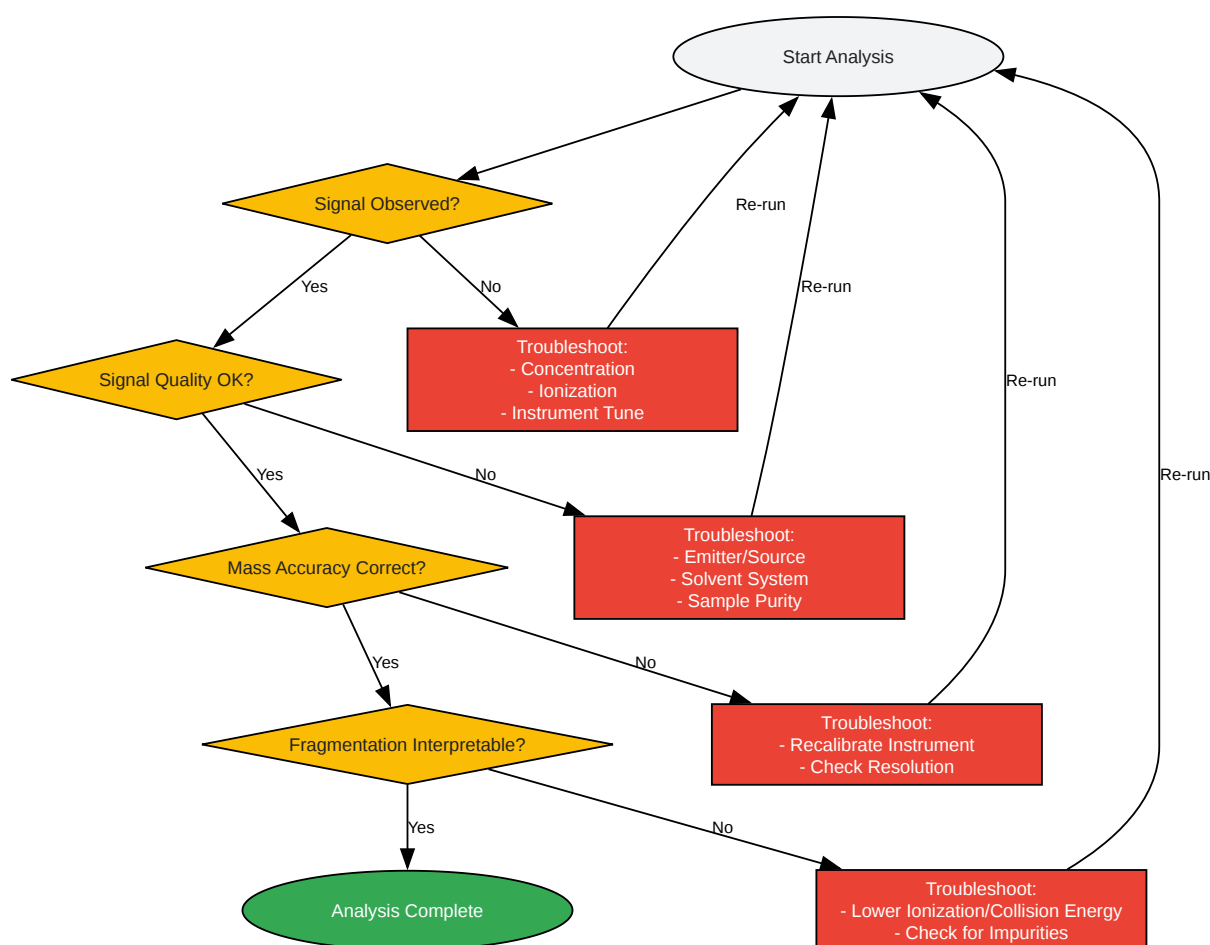 Start Analysis
Signal Observed?
Re-run
Yes
No
Re-run
Troubleshoot:
- Concentration
- Ionization
- Instrument Tune
Signal Quality OK?
Re-run
Yes
No
Re-run
Troubleshoot:
- Emitter/Source
- Solvent System
- Sample Purity
Mass Accuracy Correct?
Yes
No
Troubleshoot:
- Recalibrate Instrument
- Check Resolution
Fragmentation Interpretable?
Yes
No
Troubleshoot:
- Lower Ionization/Collision Energy
- Check for Impurities
Analysis Complete